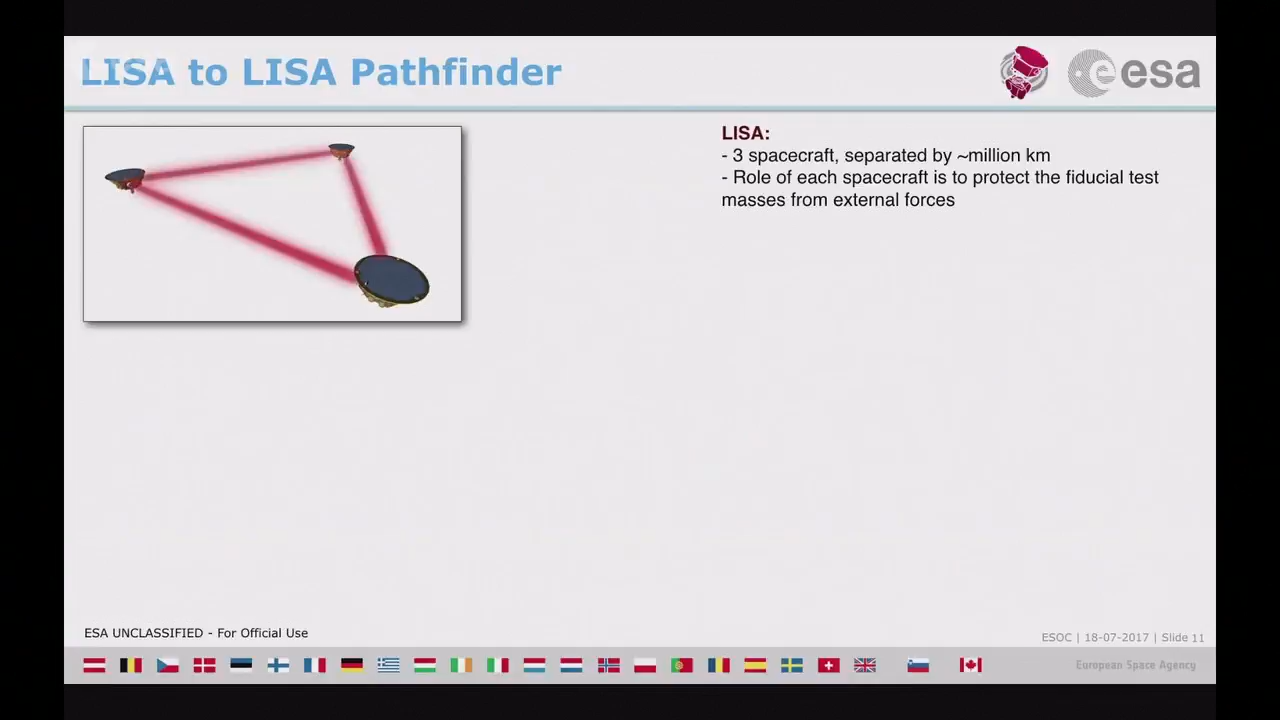 LISA to LISA Pathfinder
esa
LISA:
- 3 spacecraft, separated by ~million km
- Role of each spacecraft is to protect the fiducial test
masses from external forces
ESA UNCLASSIFIED - For Official Use
ESOC | 18-07-2017 | Slide 11
European Space Agency